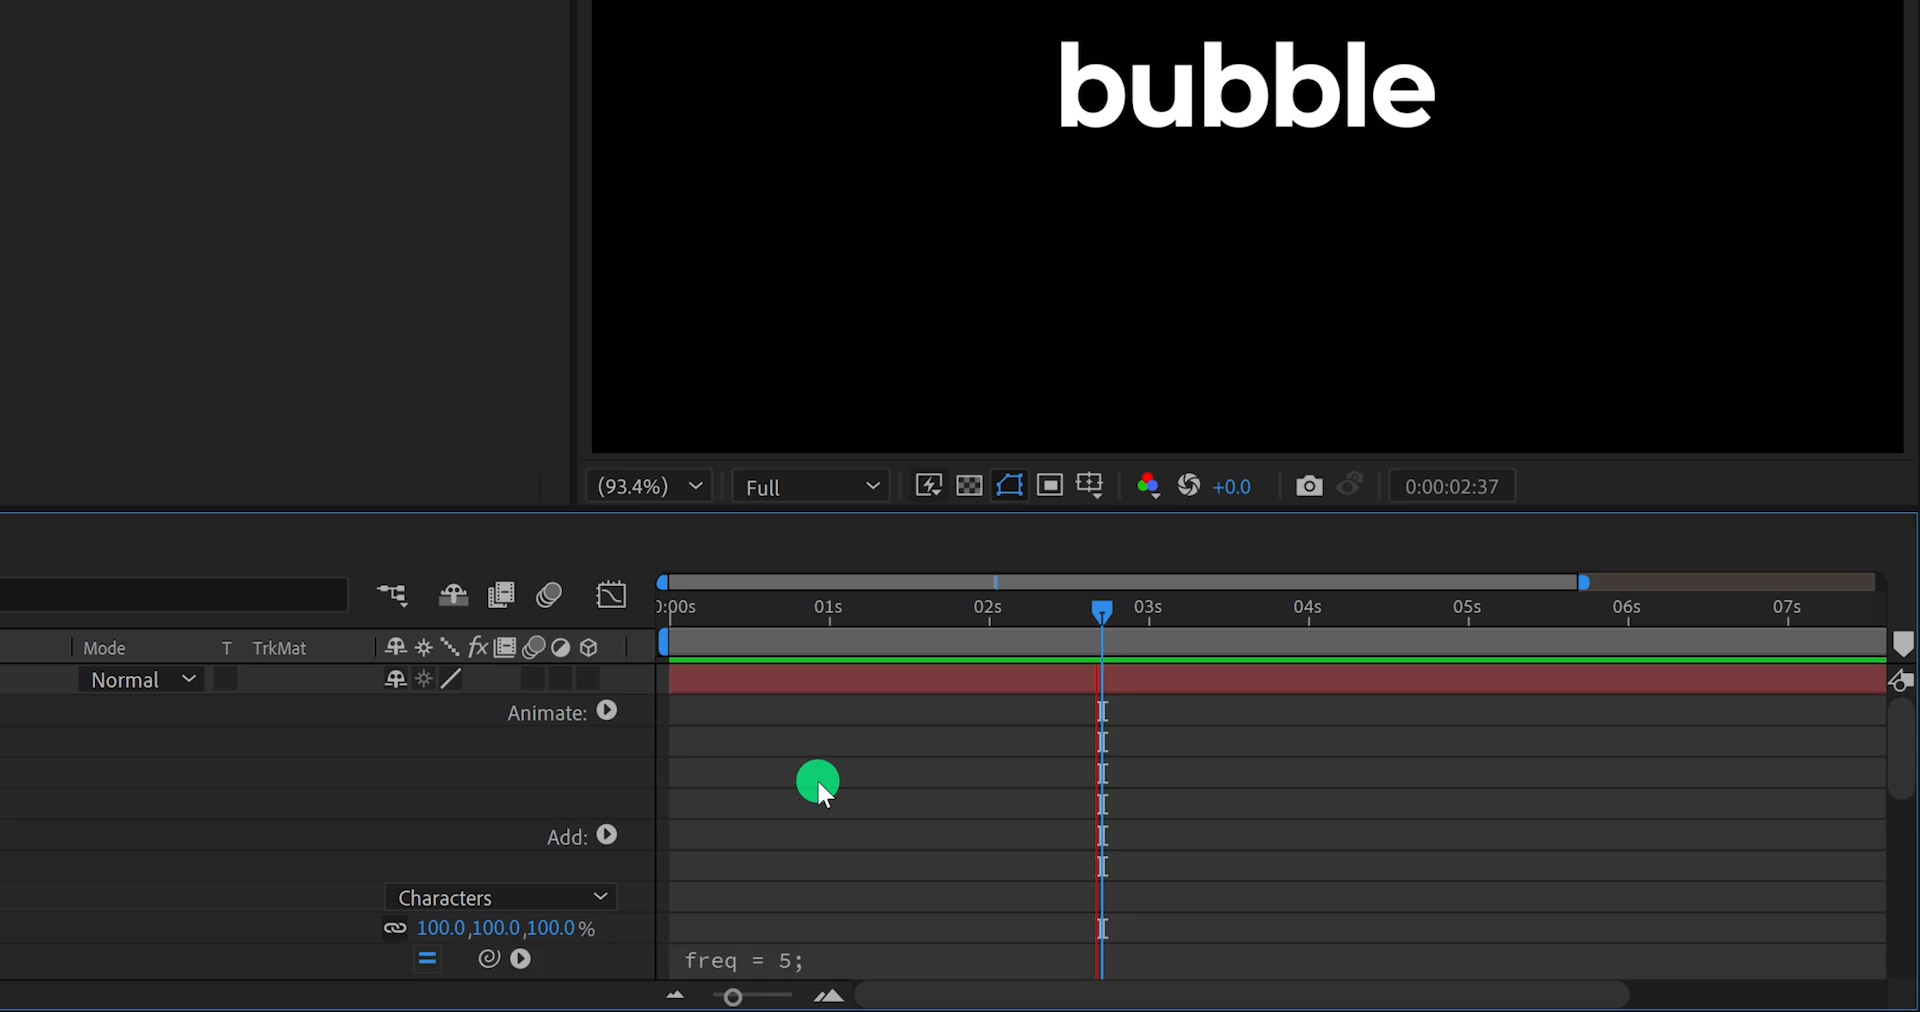 bubble
(93.4%)
Full
+0.0
0:00:02:37
0:00s
01s
02s
03s
04s
05s
06s
07s
Mode
T
TrkMat
fx
Normal
Animate:
Add:
Characters
100.0,100.0,100.0%
freq = 5;